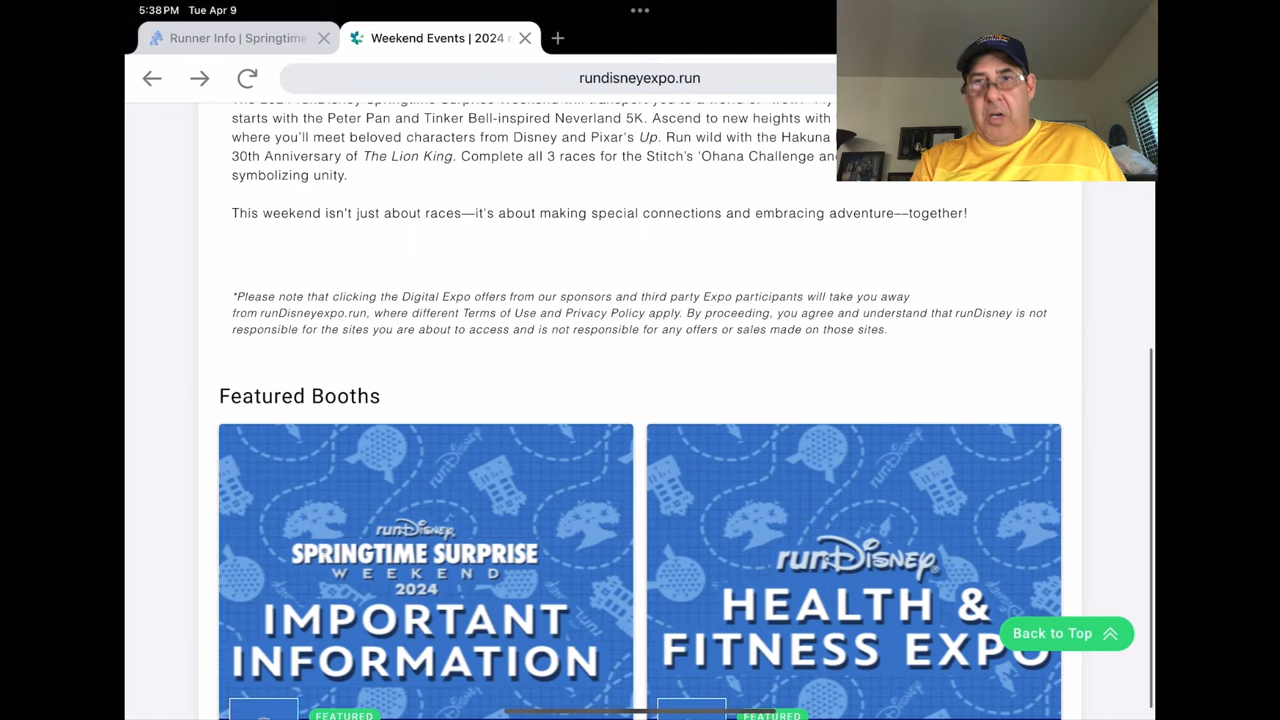 5:38 PM Tue Apr 9
Runner Info | Springtime
Weekend Events | 2024
rundisneyexpo.run
starts with the Peter Pan and Tinker Bell-inspired Neverland 5K. Ascend to new heights with
where you'll meet beloved characters from Disney and Pixar's Up. Run wild with the Hakuna
30th Anniversary of The Lion King. Complete all 3 races for the Stitch's 'Ohana Challenge and
symbolizing unity.
This weekend isn't just about races—it's about making special connections and embracing adventure––together!
*Please note that clicking the Digital Expo offers from our sponsors and third party Expo participants will take you away
from runDisneyexpo.run, where different Terms of Use and Privacy Policy apply. By proceeding, you agree and understand that runDisney is not
responsible for the sites you are about to access and is not responsible for any offers or sales made on those sites.
Featured Booths
runDisney
SPRINGTIME SURPRISE
WEEKEND
2024
IMPORTANT
INFORMATION
FEATURED
runDisney
HEALTH &
FITNESS EXPO
FEATURED
Back to Top